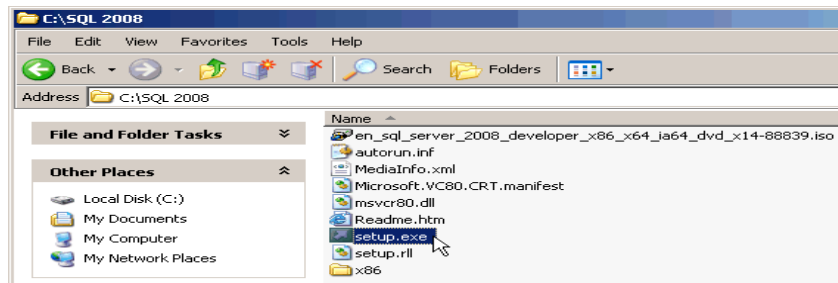 C:\SQL 2008
File Edit View Favorites Tools Help
Back Search Folders
Address C:\SQL 2008
File and Folder Tasks
Other Places
Local Disk (C:)
My Documents
My Computer
My Network Places
Name
en_sql_server_2008_developer_x86_x64_ia64_dvd_x14-88839.iso
autorun.inf
MediaInfo.xml
Microsoft.VC80.CRT.manifest
msvcr80.dll
Readme.htm
setup.exe
setup.rll
x86